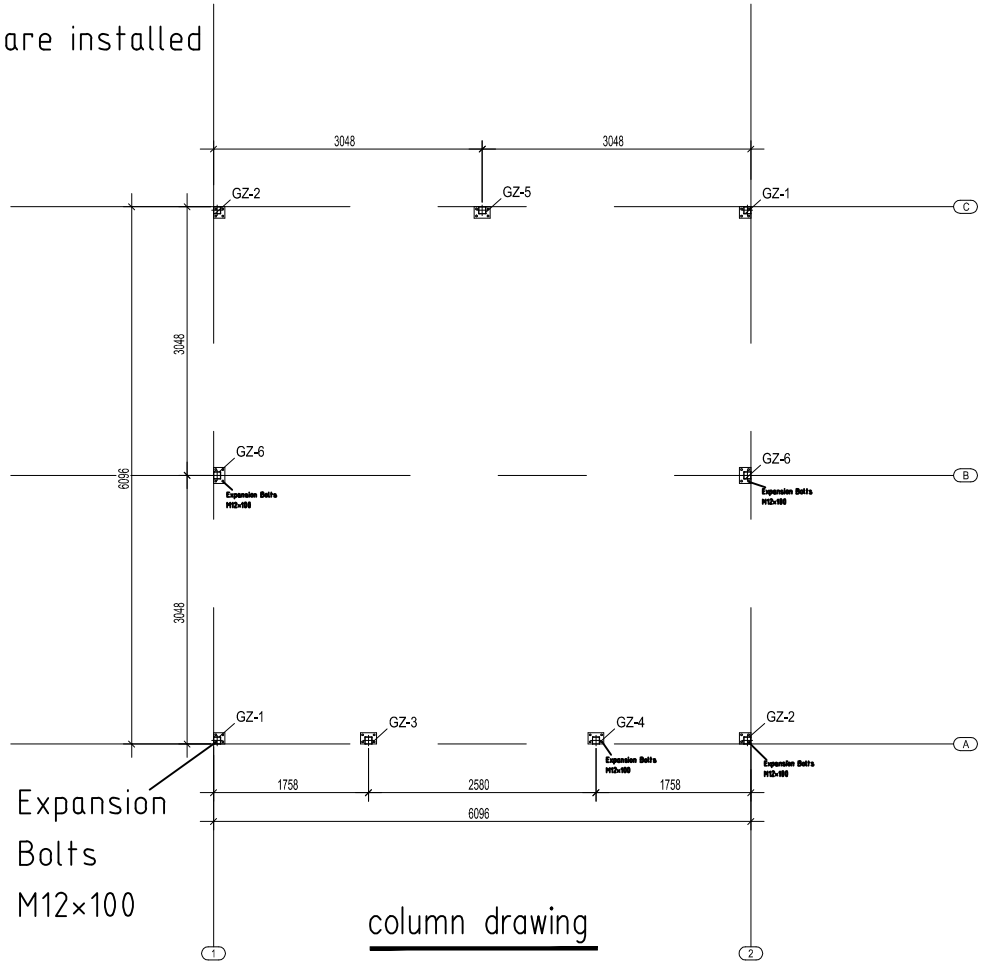 are installed
3048
3048
GZ-2
GZ-5
GZ-1
C
3048
6096
GZ-6
Expansion Bolts
M12×100
GZ-6
Expansion Bolts
M12×100
B
3048
GZ-1
GZ-3
GZ-4
Expansion Bolts
M12×100
GZ-2
Expansion Bolts
M12×100
A
1758
2580
1758
6096
Expansion
Bolts
M12×100
column drawing
1
2